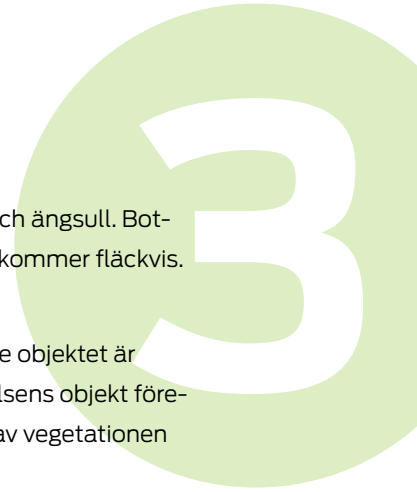 3
ch ängsull. Bot-
kommer fläckvis.
e objektet är
lsens objekt före-
av vegetationen